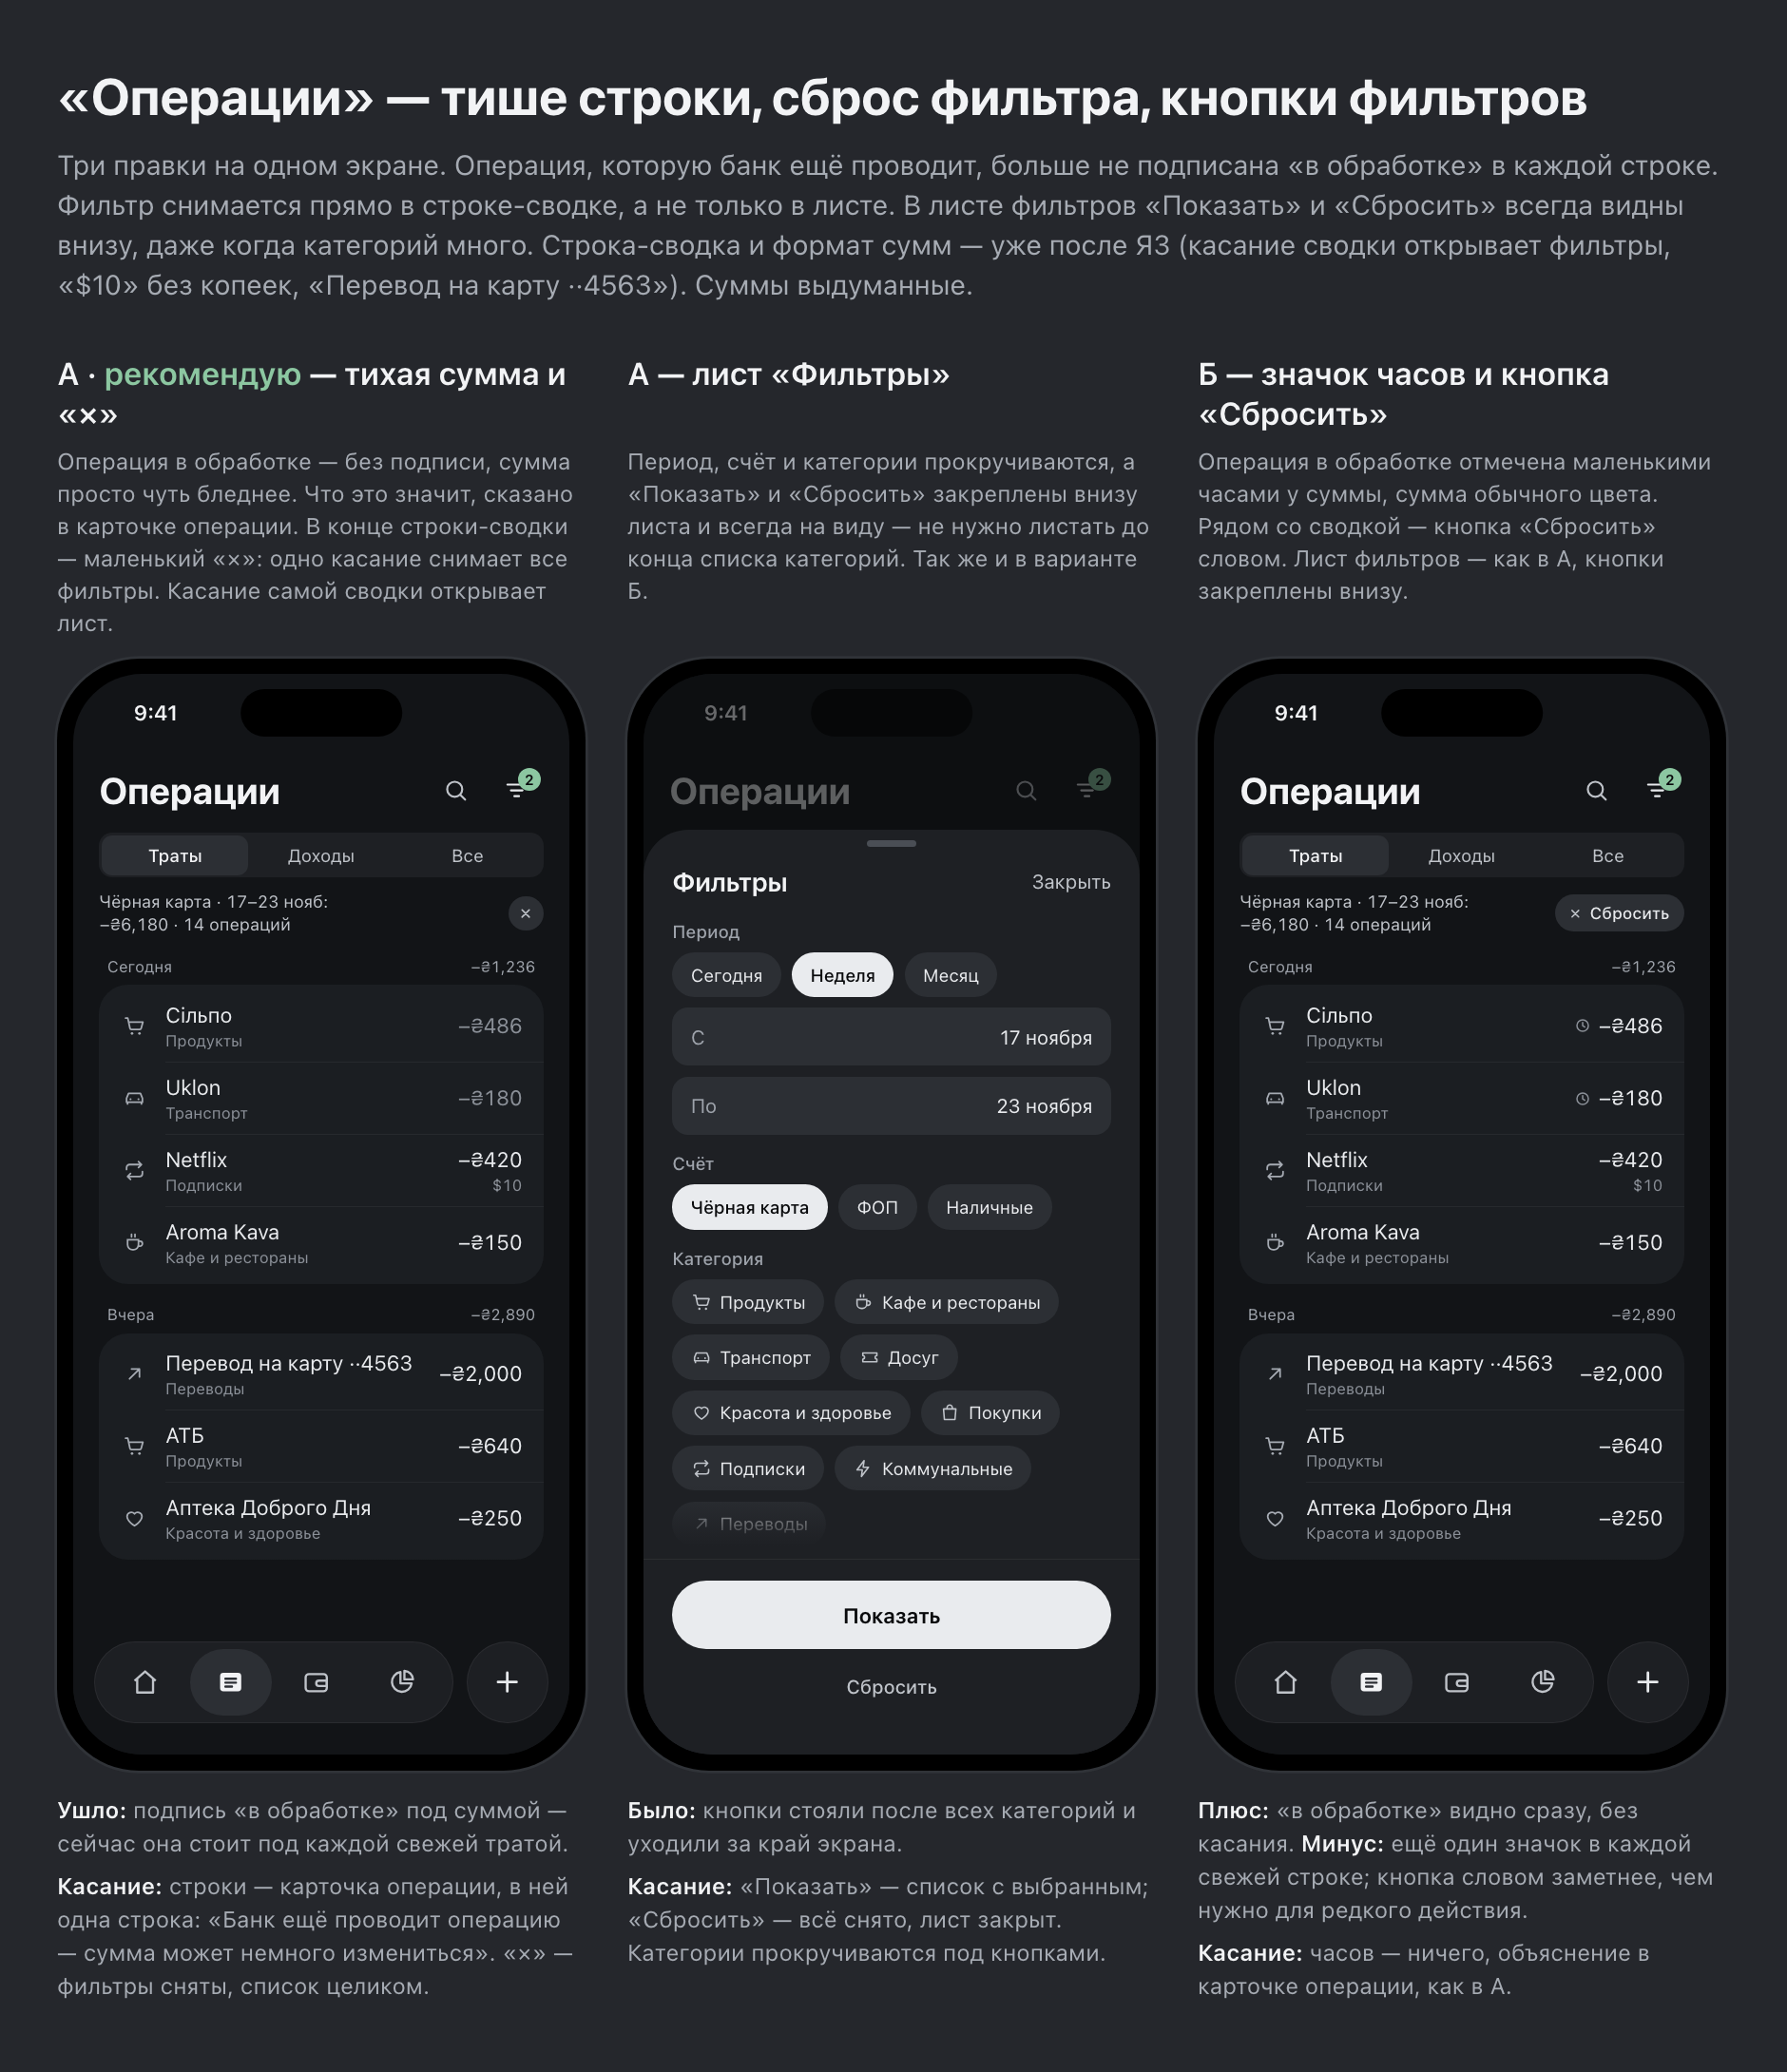 «Операции» — тише строки, сброс фильтра, кнопки фильтров
Три правки на одном экране. Операция, которую банк ещё проводит, больше не подписана «в обработке» в каждой строке.
Фильтр снимается прямо в строке-сводке, а не только в листе. В листе фильтров «Показать» и «Сбросить» всегда видны
внизу, даже когда категорий много. Строка-сводка и формат сумм — уже после ЯЗ (касание сводки открывает фильтры,
«$10» без копеек, «Перевод на карту ··4563»). Суммы выдуманные.
А · рекомендую — тихая сумма и
«×»
Операция в обработке — без подписи, сумма
просто чуть бледнее. Что это значит, сказано
в карточке операции. В конце строки-сводки
— маленький «×»: одно касание снимает все
фильтры. Касание самой сводки открывает
лист.
9:41
Операции
2
Траты
Доходы
Все
Чёрная карта · 17–23 нояб:
−₴6,180 · 14 операций
×
Сегодня
−₴1,236
Сільпо
−₴486
Продукты
Uklon
−₴180
Транспорт
Netflix
−₴420
Подписки
$10
Aroma Kava
−₴150
Кафе и рестораны
Вчера
−₴2,890
Перевод на карту ··4563
−₴2,000
Переводы
АТБ
−₴640
Продукты
Аптека Доброго Дня
−₴250
Красота и здоровье
Ушло: подпись «в обработке» под суммой —
сейчас она стоит под каждой свежей тратой.
Касание: строки — карточка операции, в ней
одна строка: «Банк ещё проводит операцию
— сумма может немного измениться». «×» —
фильтры сняты, список целиком.
А — лист «Фильтры»
Период, счёт и категории прокручиваются, а
«Показать» и «Сбросить» закреплены внизу
листа и всегда на виду — не нужно листать до
конца списка категорий. Так же и в варианте
Б.
9:41
Операции
2
Фильтры
Закрыть
Период
Сегодня
Неделя
Месяц
С
17 ноября
По
23 ноября
Счёт
Чёрная карта
ФОП
Наличные
Категория
Продукты
Кафе и рестораны
Транспорт
Досуг
Красота и здоровье
Покупки
Подписки
Коммунальные
Переводы
Показать
Сбросить
Было: кнопки стояли после всех категорий и
уходили за край экрана.
Касание: «Показать» — список с выбранным;
«Сбросить» — всё снято, лист закрыт.
Категории прокручиваются под кнопками.
Б — значок часов и кнопка
«Сбросить»
Операция в обработке отмечена маленькими
часами у суммы, сумма обычного цвета.
Рядом со сводкой — кнопка «Сбросить»
словом. Лист фильтров — как в А, кнопки
закреплены внизу.
9:41
Операции
2
Траты
Доходы
Все
Чёрная карта · 17–23 нояб:
−₴6,180 · 14 операций
× Сбросить
Сегодня
−₴1,236
Сільпо
−₴486
Продукты
Uklon
−₴180
Транспорт
Netflix
−₴420
Подписки
$10
Aroma Kava
−₴150
Кафе и рестораны
Вчера
−₴2,890
Перевод на карту ··4563
−₴2,000
Переводы
АТБ
−₴640
Продукты
Аптека Доброго Дня
−₴250
Красота и здоровье
Плюс: «в обработке» видно сразу, без
касания. Минус: ещё один значок в каждой
свежей строке; кнопка словом заметнее, чем
нужно для редкого действия.
Касание: часов — ничего, объяснение в
карточке операции, как в А.